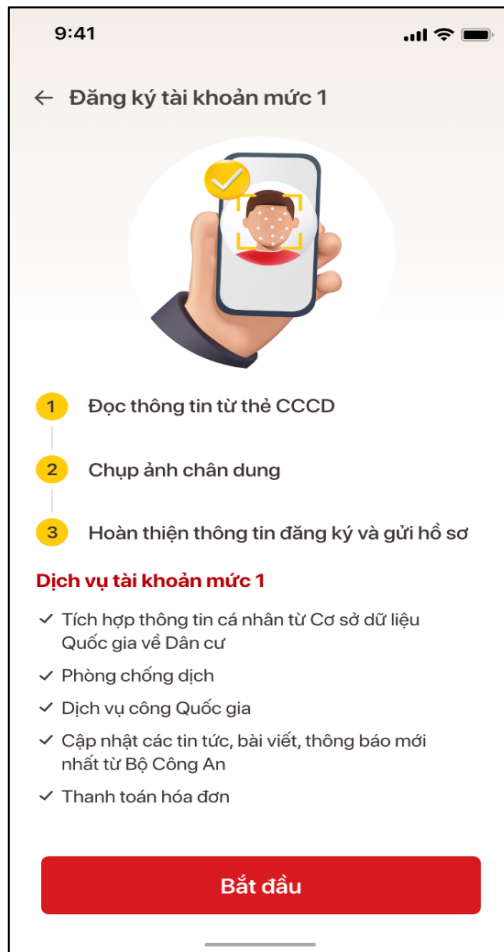 9:41
← Đăng ký tài khoản mức 1
1 Đọc thông tin từ thẻ CCCD
2 Chụp ảnh chân dung
3 Hoàn thiện thông tin đăng ký và gửi hồ sơ
Dịch vụ tài khoản mức 1
✓ Tích hợp thông tin cá nhân từ Cơ sở dữ liệu
Quốc gia về Dân cư
✓ Phòng chống dịch
✓ Dịch vụ công Quốc gia
✓ Cập nhật các tin tức, bài viết, thông báo mới
nhất từ Bộ Công An
✓ Thanh toán hóa đơn
Bắt đầu